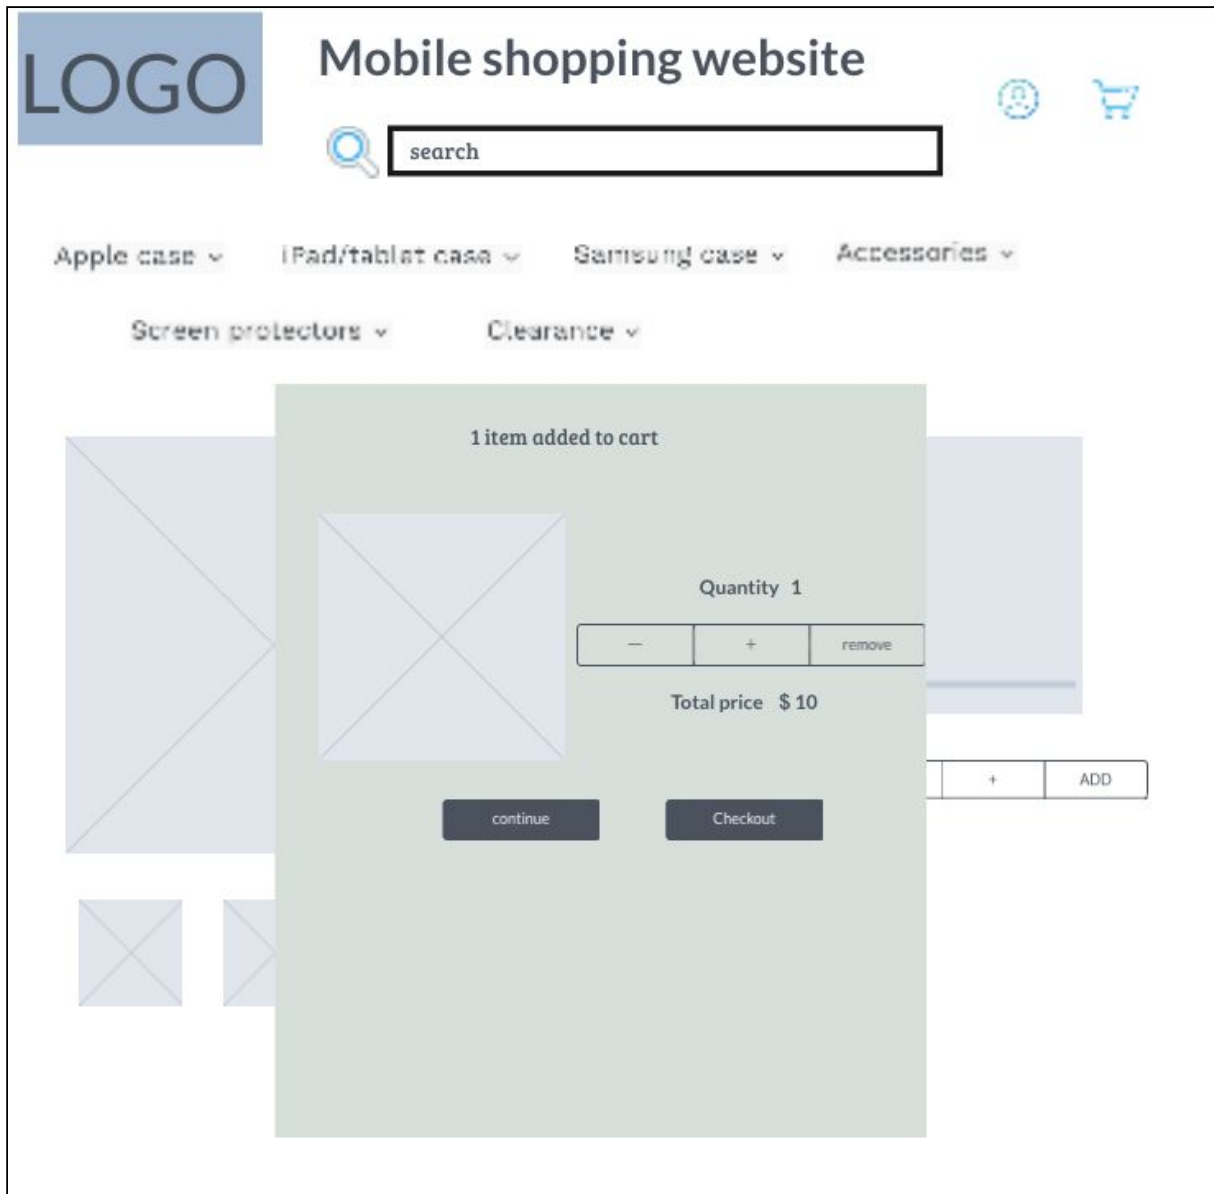 LOGO
Mobile shopping website
search
Apple case
iPad/tablet case
Samsung case
Accessories
Screen protectors
Clearance
1 item added to cart
Quantity 1
— + remove
Total price $ 10
+ ADD
continue
Checkout